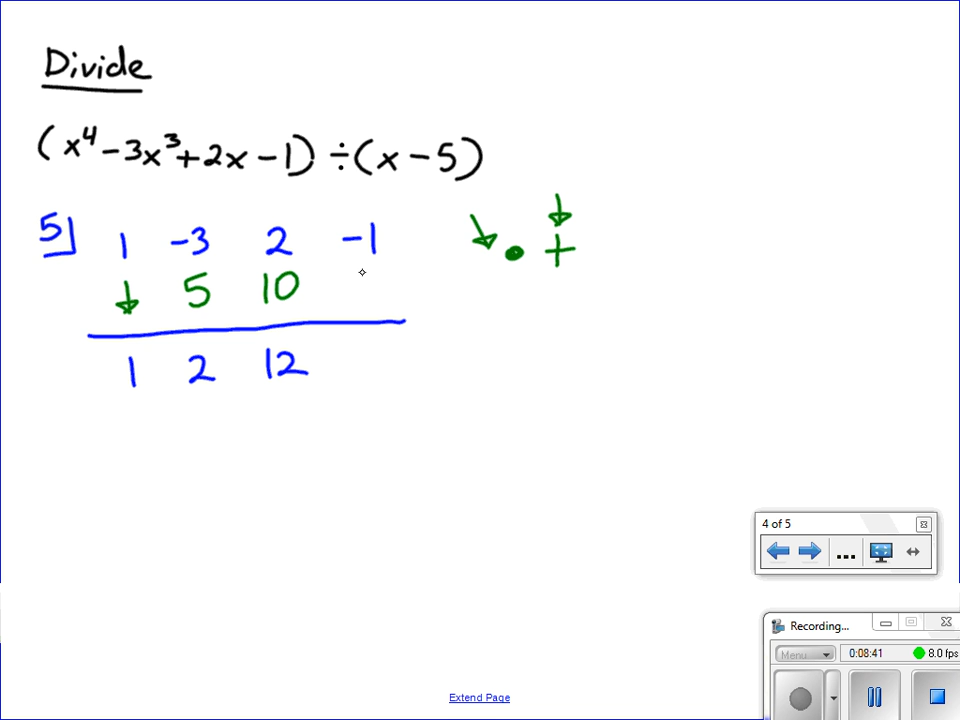 Divide
(x⁴ - 3x³ + 2x - 1) ÷ (x - 5)
5 1 -3 2 -1 ↓ • ↓ +
↓ 5 10
1 2 12
4 of 5
...
Recording...
Menu 0:08:41 8.0 fps
Extend Page